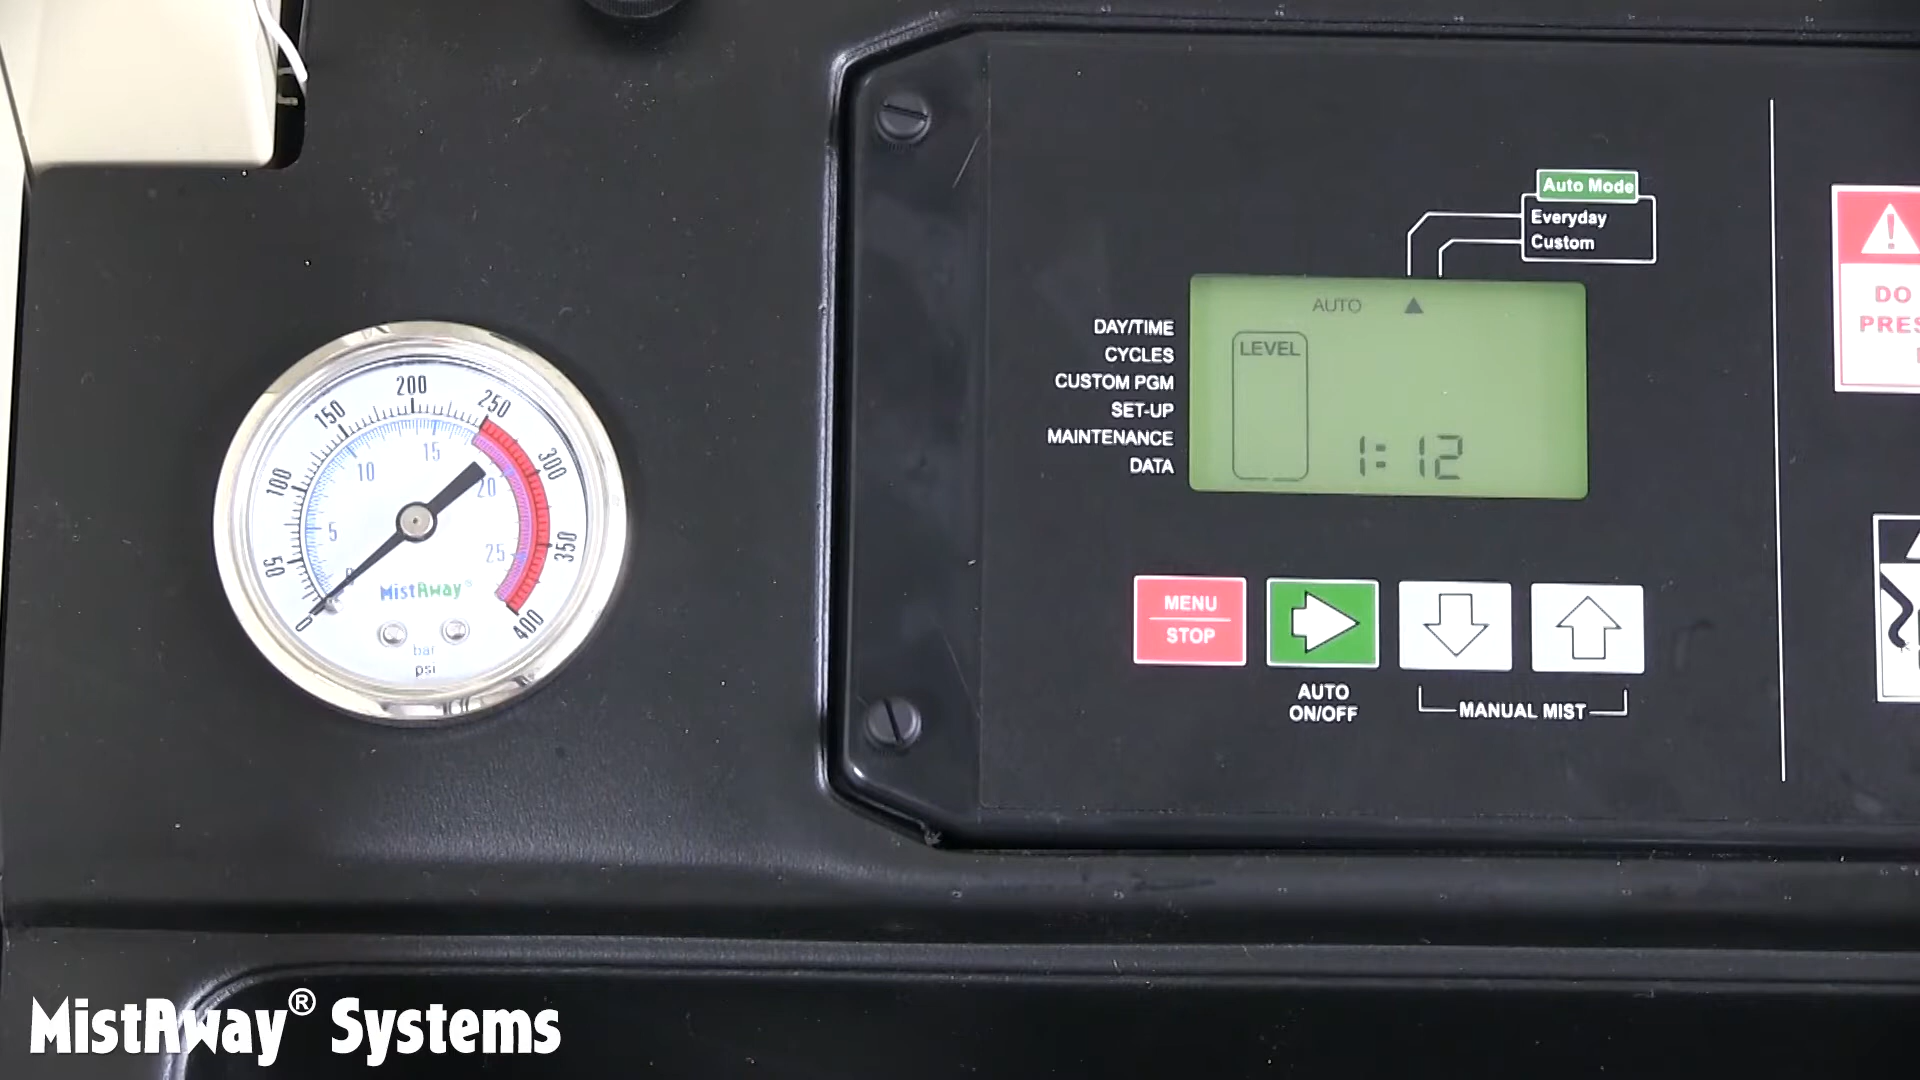 Auto Mode
Everyday
Custom
AUTO
DAY/TIME
CYCLES
CUSTOM PGM
SET-UP
MAINTENANCE
DATA
LEVEL
1:12
MENU
STOP
AUTO
ON/OFF
MANUAL MIST
0
50
100
150
200
250
300
350
400
0
5
10
15
20
25
MistAway®
bar
psi
DO
MistAway® Systems